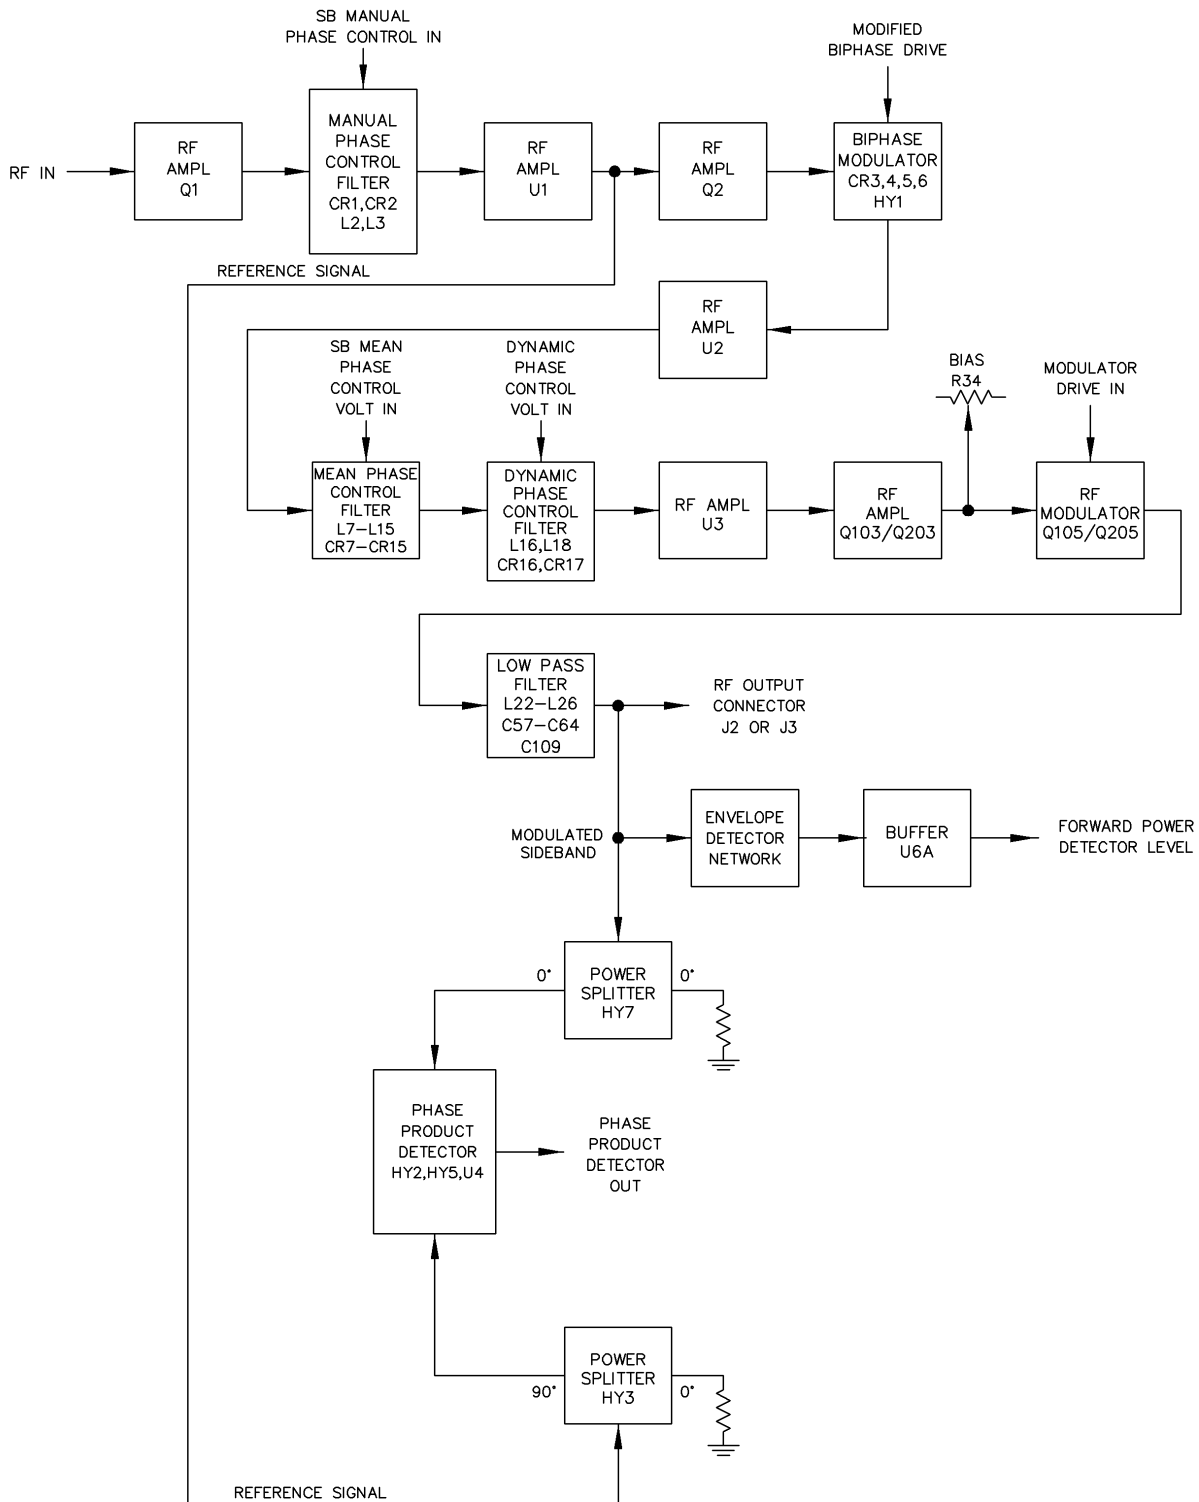 SB MANUAL
PHASE CONTROL IN
MODIFIED
BIPHASE DRIVE
RF IN
RF
AMPL
Q1
MANUAL
PHASE
CONTROL
FILTER
CR1,CR2
L2,L3
RF
AMPL
U1
RF
AMPL
Q2
BIPHASE
MODULATOR
CR3,4,5,6
HY1
REFERENCE SIGNAL
RF
AMPL
U2
SB MEAN
PHASE
CONTROL
VOLT IN
DYNAMIC
PHASE
CONTROL
VOLT IN
BIAS
R34
MODULATOR
DRIVE IN
MEAN PHASE
CONTROL
FILTER
L7-L15
CR7-CR15
DYNAMIC
PHASE
CONTROL
FILTER
L16,L18
CR16,CR17
RF AMPL
U3
RF
AMPL
Q103/Q203
RF
MODULATOR
Q105/Q205
LOW PASS
FILTER
L22-L26
C57-C64
C109
RF OUTPUT
CONNECTOR
J2 OR J3
MODULATED
SIDEBAND
ENVELOPE
DETECTOR
NETWORK
BUFFER
U6A
FORWARD POWER
DETECTOR LEVEL
0°
POWER
SPLITTER
HY7
0°
PHASE
PRODUCT
DETECTOR
HY2,HY5,U4
PHASE
PRODUCT
DETECTOR
OUT
90°
POWER
SPLITTER
HY3
0°
REFERENCE SIGNAL